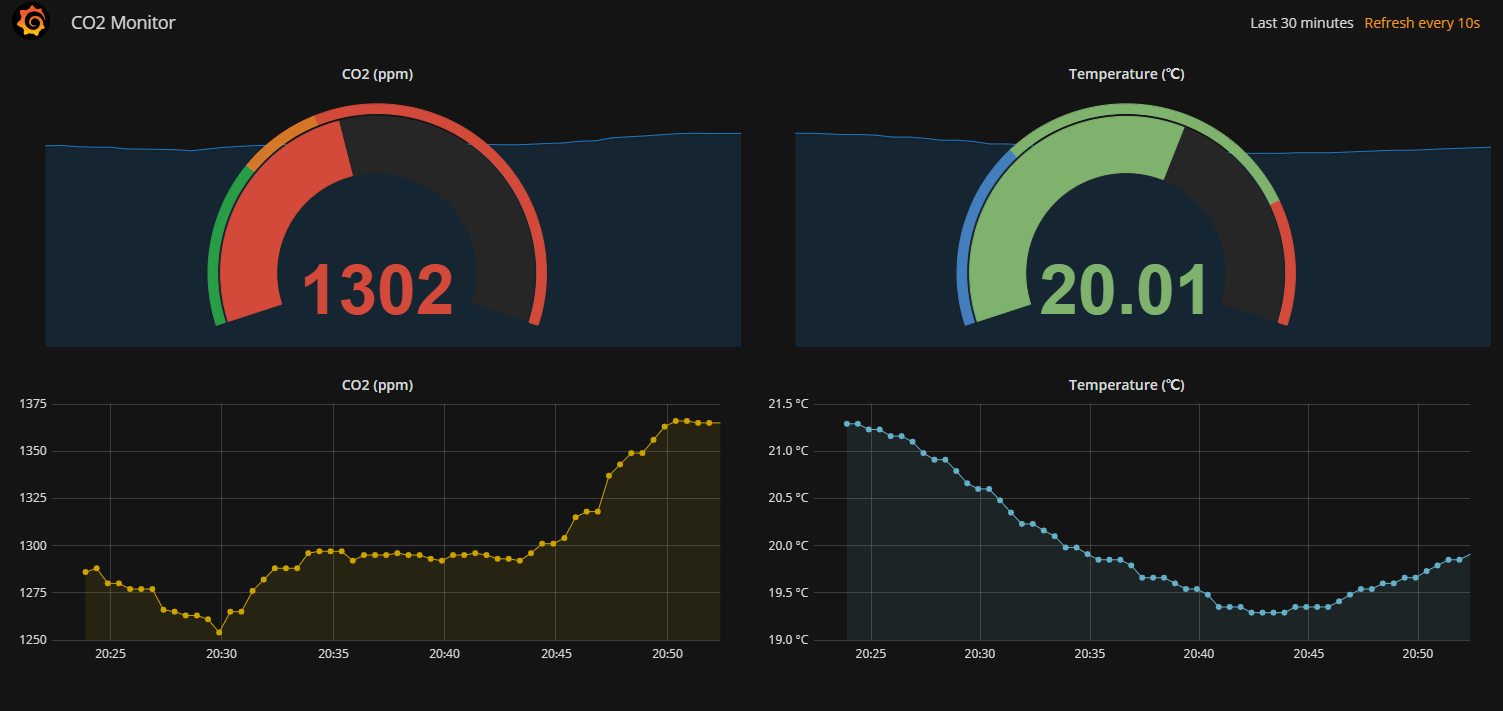 CO2 Monitor
Last 30 minutes Refresh every 10s
CO2 (ppm)
1302
Temperature (℃)
20.01
CO2 (ppm)
1375
1350
1325
1300
1275
1250
20:25 20:30 20:35 20:40 20:45 20:50
Temperature (℃)
21.5 °C
21.0 °C
20.5 °C
20.0 °C
19.5 °C
19.0 °C
20:25 20:30 20:35 20:40 20:45 20:50